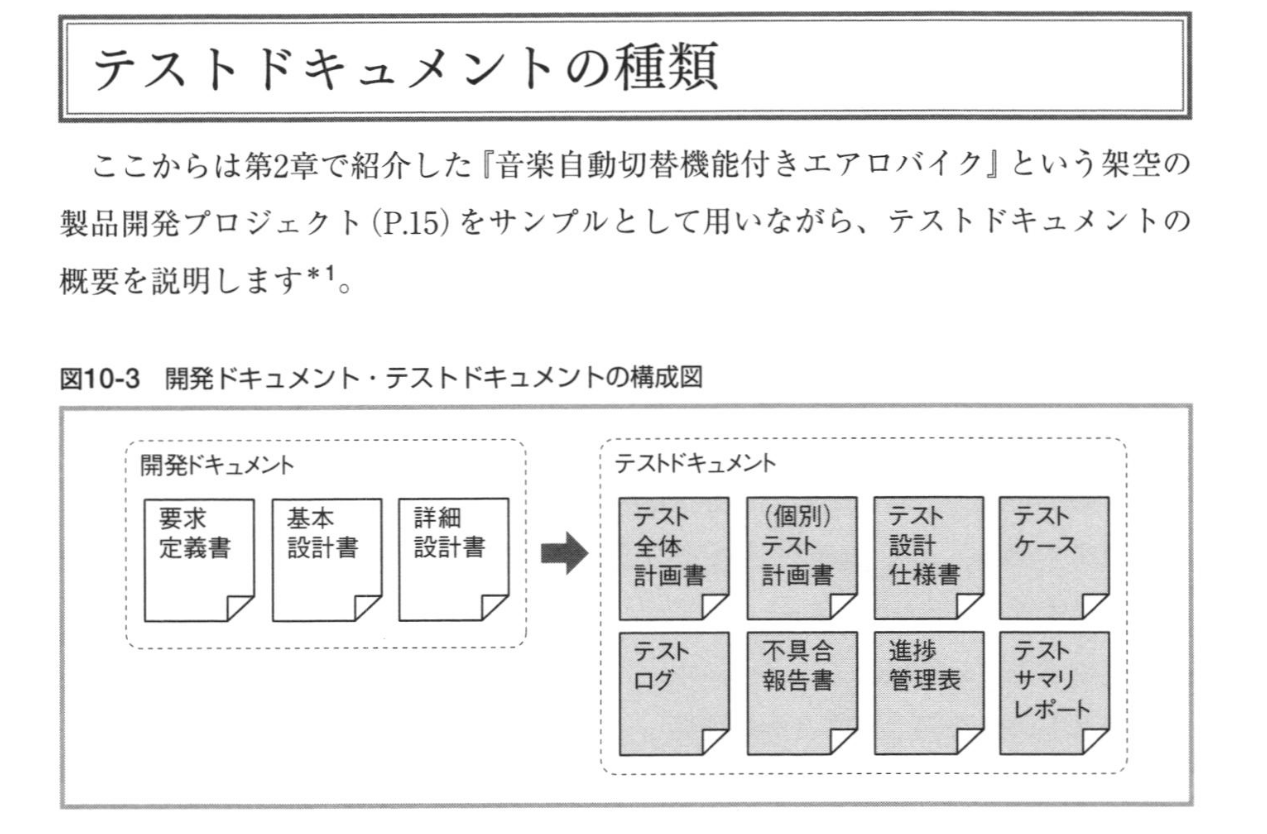 テストドキュメントの種類
ここからは第2章で紹介した『音楽自動切替機能付きエアロバイク』という架空の
製品開発プロジェクト(P.15)をサンプルとして用いながら、テストドキュメントの
概要を説明します*1。
図10-3 開発ドキュメント・テストドキュメントの構成図
開発ドキュメント
要求
定義書
基本
設計書
詳細
設計書
テストドキュメント
テスト
全体
計画書
(個別)
テスト
計画書
テスト
設計
仕様書
テスト
ケース
テスト
ログ
不具合
報告書
進捗
管理表
テスト
サマリ
レポート